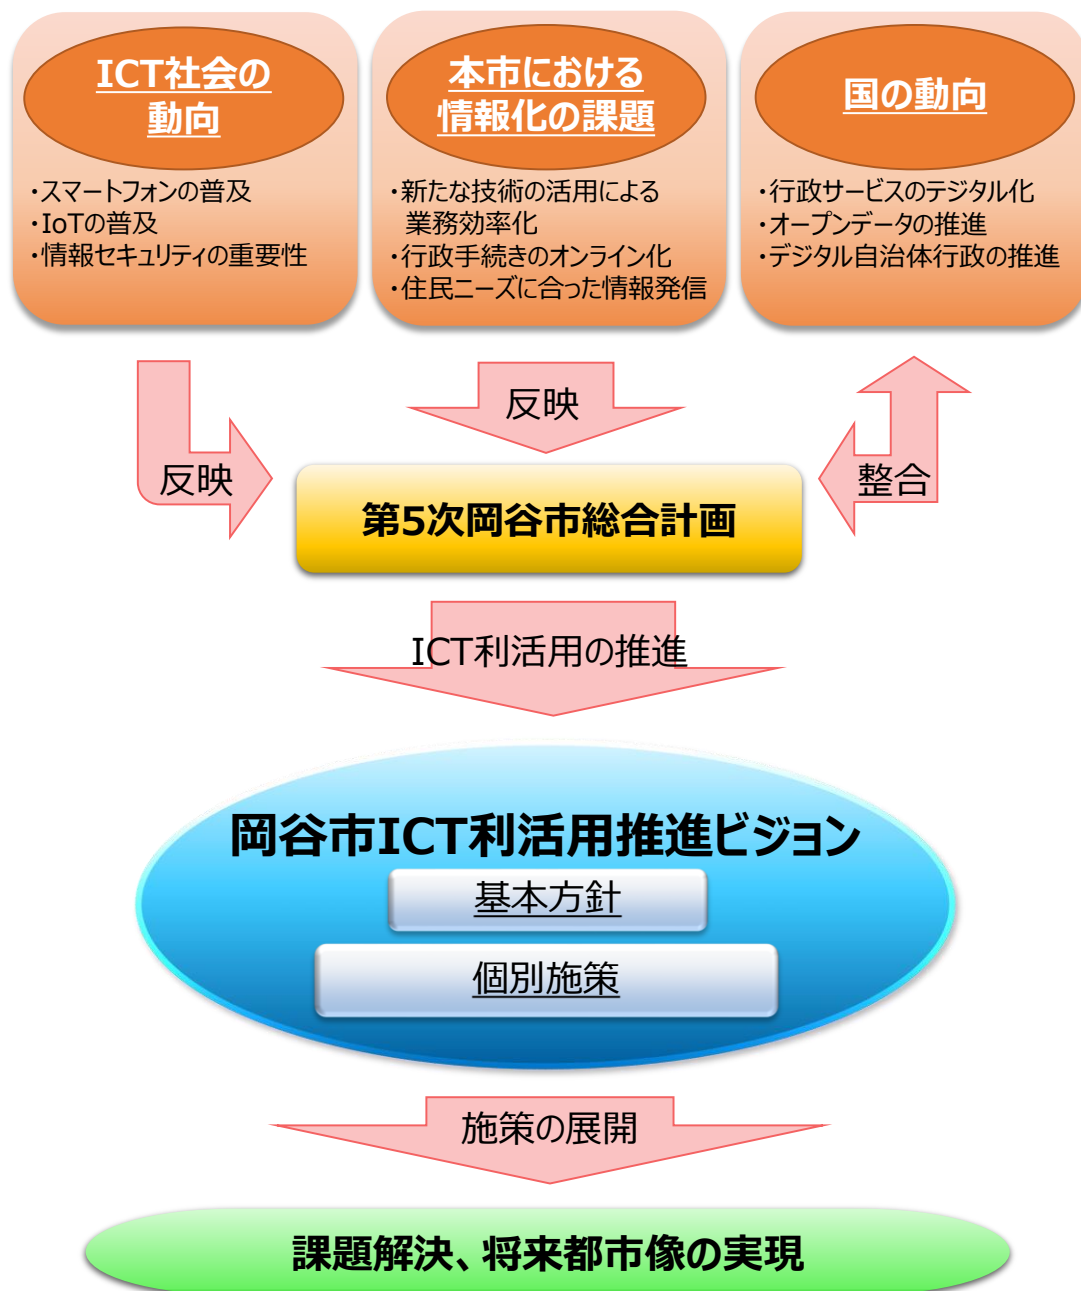 ICT社会の
動向
・スマートフォンの普及
・IoTの普及
・情報セキュリティの重要性
本市における
情報化の課題
・新たな技術の活用による
業務効率化
・行政手続きのオンライン化
・住民ニーズに合った情報発信
国の動向
・行政サービスのテジタル化
・オープンデータの推進
・デジタル自治体行政の推進
反映
反映
整合
第5次岡谷市総合計画
ICT利活用の推進
岡谷市ICT利活用推進ビジョン
基本方針
個別施策
施策の展開
課題解決、将来都市像の実現